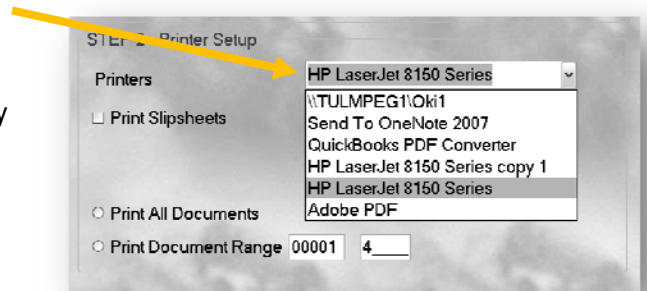 STEP 2 Printer Setup
Printers
HP LaserJet 8150 Series
\\TULMPEG1\Oki1
y
Print Slipsheets
Send To OneNote 2007
QuickBooks PDF Converter
HP LaserJet 8150 Series copy 1
HP LaserJet 8150 Series
Print All Documents
Adobe PDF
Print Document Range 00001 4____